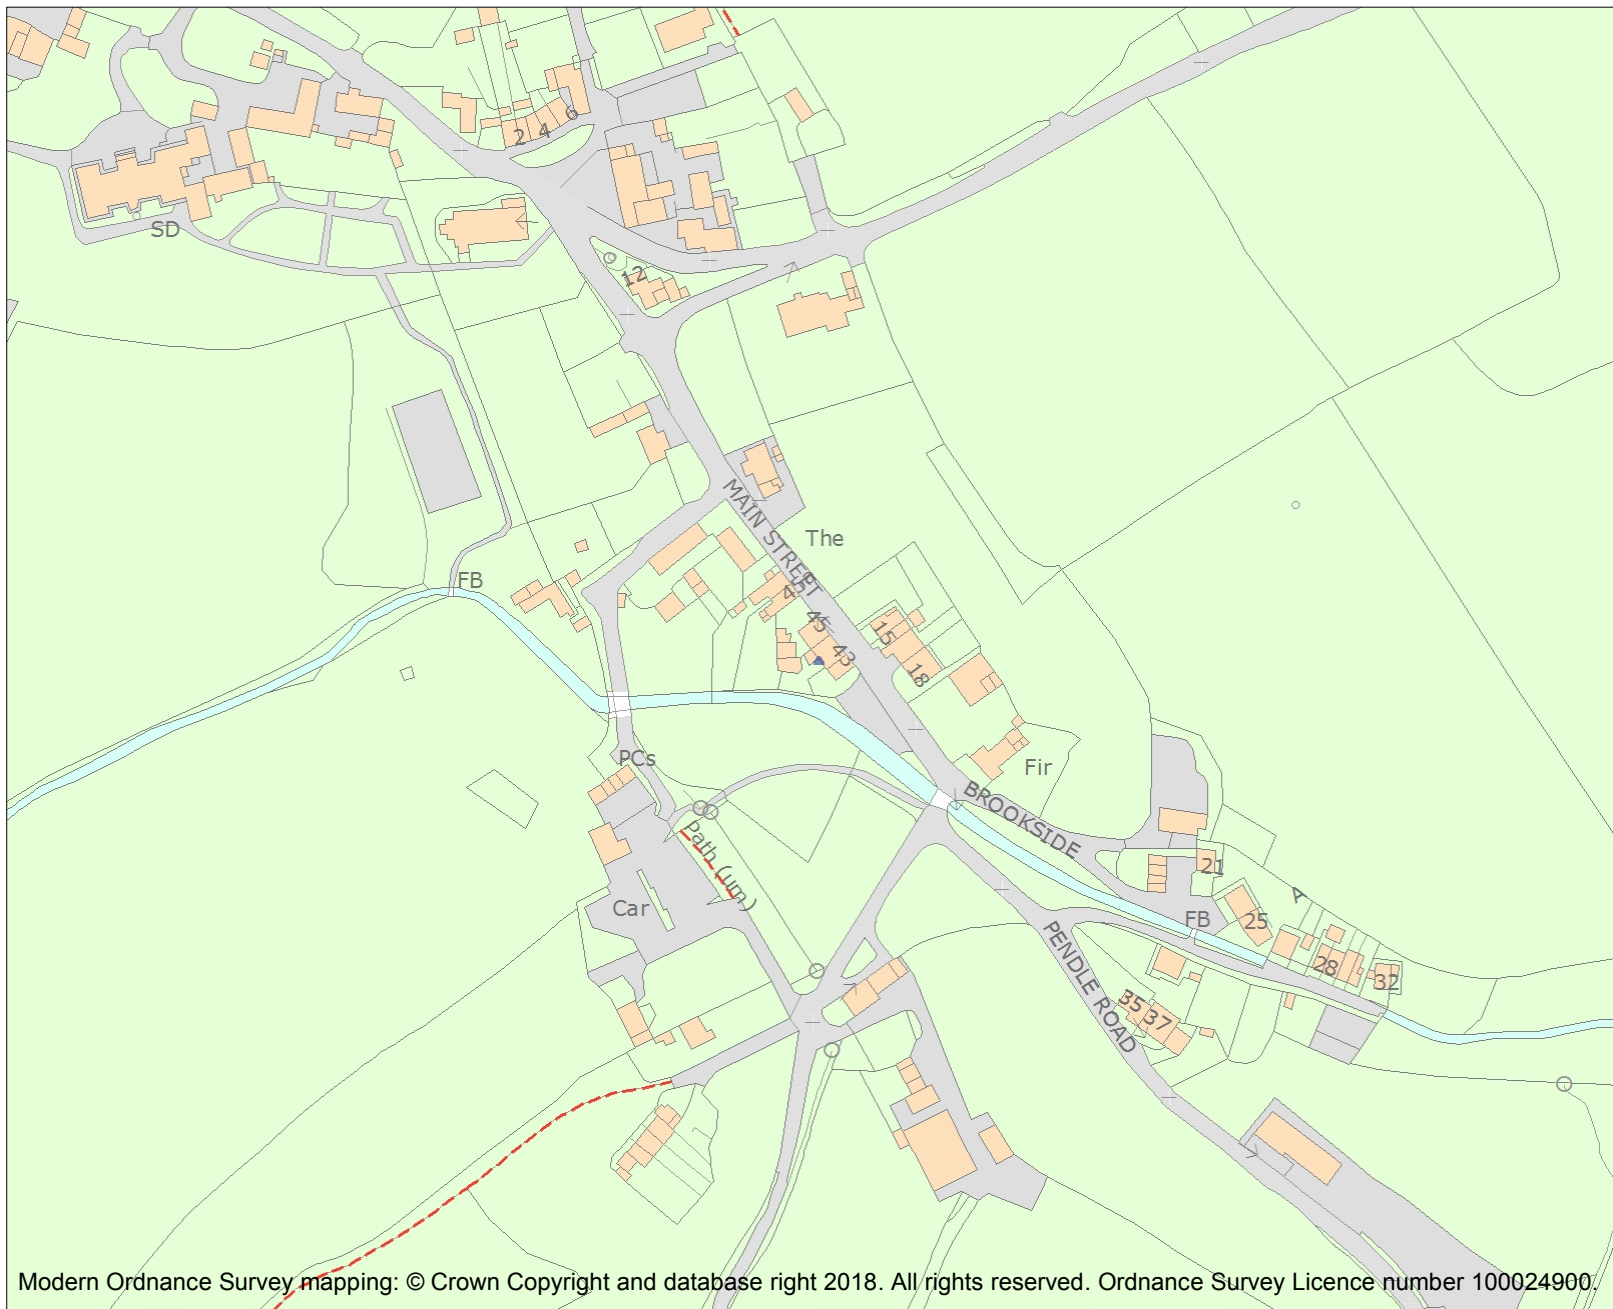 2 4 6
SD
12
MAIN STREET
The
FB
45
15
43
18
PCs
Fir
BROOKSIDE
Path (um)
21
A
Car
25
FB
PENDLE ROAD
28
32
35
37
Modern Ordnance Survey mapping: © Crown Copyright and database right 2018. All rights reserved. Ordnance Survey Licence number 100024900.